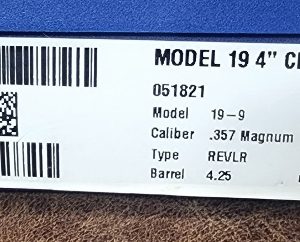 MODEL 19 4"
051821
Model 19-9
Caliber .357 Magnum
Type REVLR
Barrel 4.25